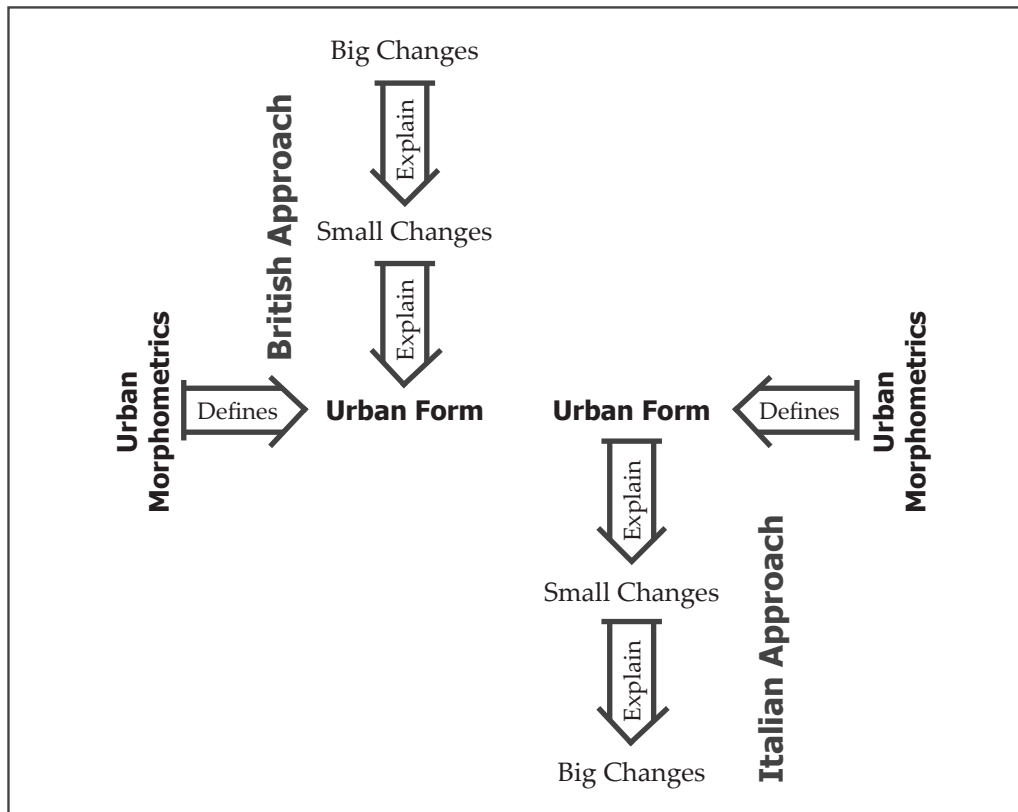 Big Changes
Explain
British Approach
Small Changes
Explain
Urban
Morphometrics
Defines
Urban Form
Urban Form
Defines
Urban
Morphometrics
Explain
Small Changes
Italian Approach
Explain
Big Changes